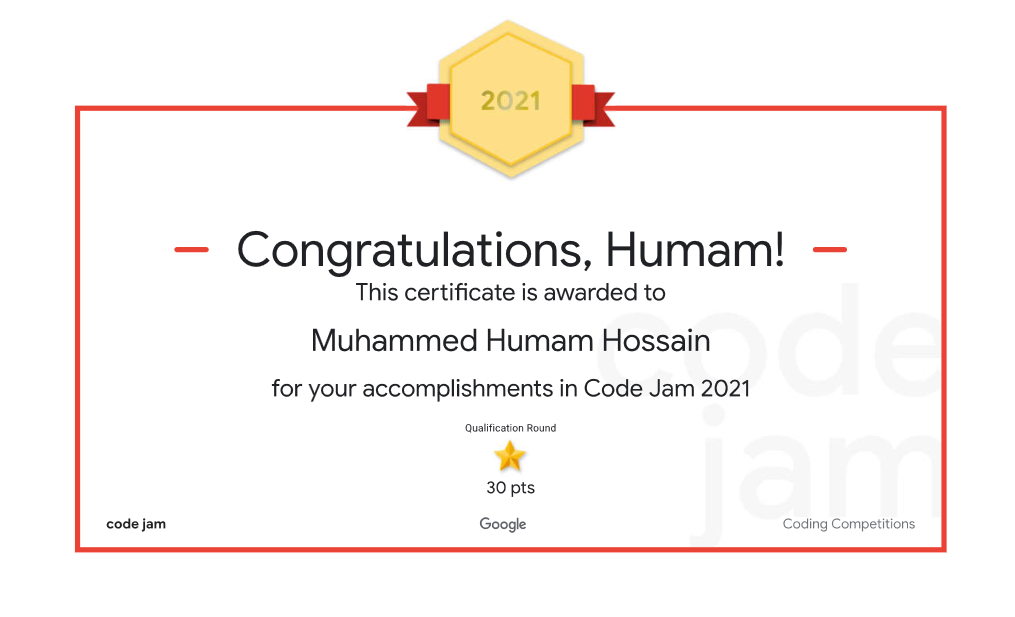 2021
Congratulations, Humam!
This certificate is awarded to
Muhammed Humam Hossain
for your accomplishments in Code Jam 2021
Qualification Round
30 pts
code jam
Google
Coding Competitions
code
jam